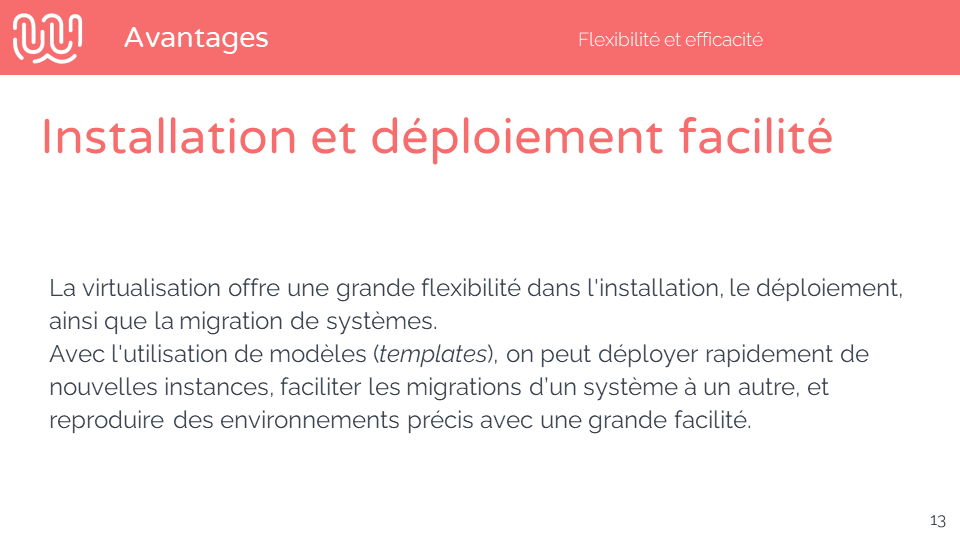 Avantages
Flexibilité et efficacité
Installation et déploiement facilité
La virtualisation offre une grande flexibilité dans l'installation, le déploiement,
ainsi que la migration de systèmes.
Avec l'utilisation de modèles (templates), on peut déployer rapidement de
nouvelles instances, faciliter les migrations d’un système à un autre, et
reproduire des environnements précis avec une grande facilité.
13